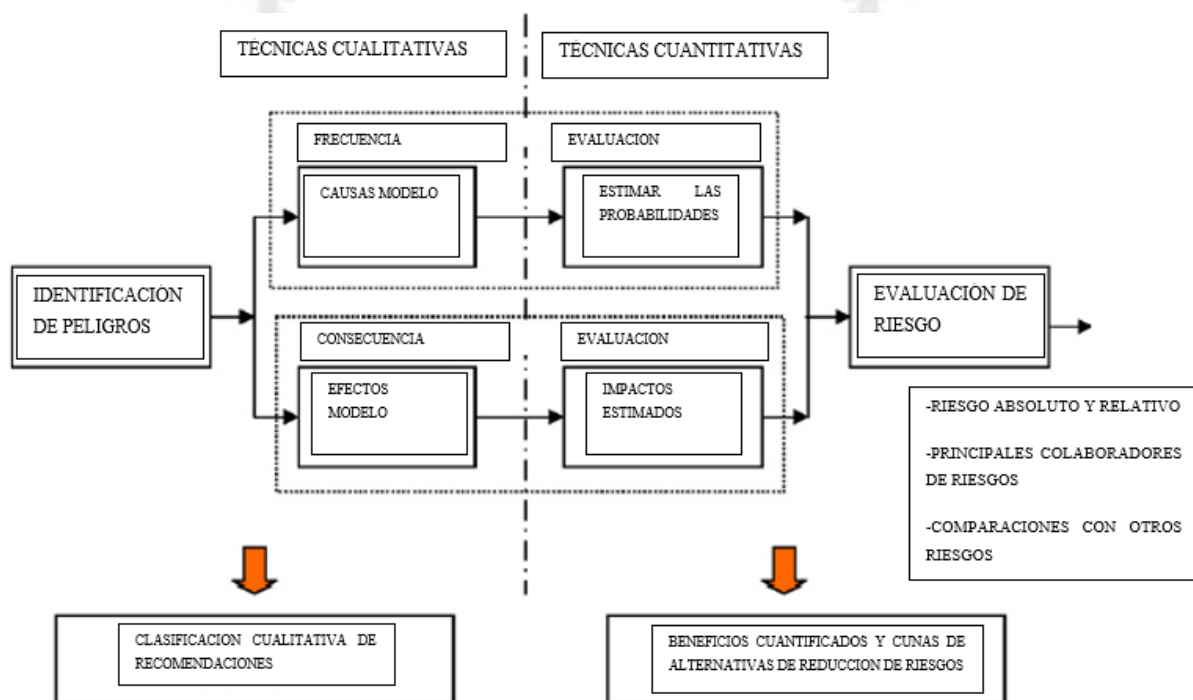 TÉCNICAS CUALITATIVAS
TÉCNICAS CUANTITATIVAS
FRECUENCIA
EVALUACION
CAUSAS MODELO
ESTIMAR LAS
PROBABILIDADES
IDENTIFICACIÓN
DE PELIGROS
EVALUACIÓN DE
RIESGO
CONSECUENCIA
EVALUACION
EFECTOS
MODELO
IMPACTOS
ESTIMADOS
-RIESGO ABSOLUTO Y RELATIVO
-PRINCIPALES COLABORADORES
DE RIESGOS
-COMPARACIONES CON OTROS
RIESGOS
CLASIFICACION CUALITATIVA DE
RECOMENDACIONES
BENEFICIOS CUANTIFICADOS Y CUNAS DE
ALTERNATIVAS DE REDUCCION DE RIESGOS